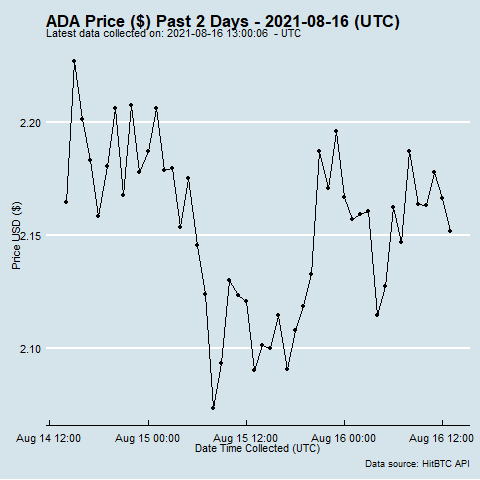 ADA Price ($) Past 2 Days - 2021-08-16 (UTC)
Latest data collected on: 2021-08-16 13:00:06 - UTC
2.20
2.15
2.10
Price USD ($)
Aug 14 12:00 Aug 15 00:00 Aug 15 12:00 Aug 16 00:00 Aug 16 12:00
Date Time Collected (UTC)
Data source: HitBTC API